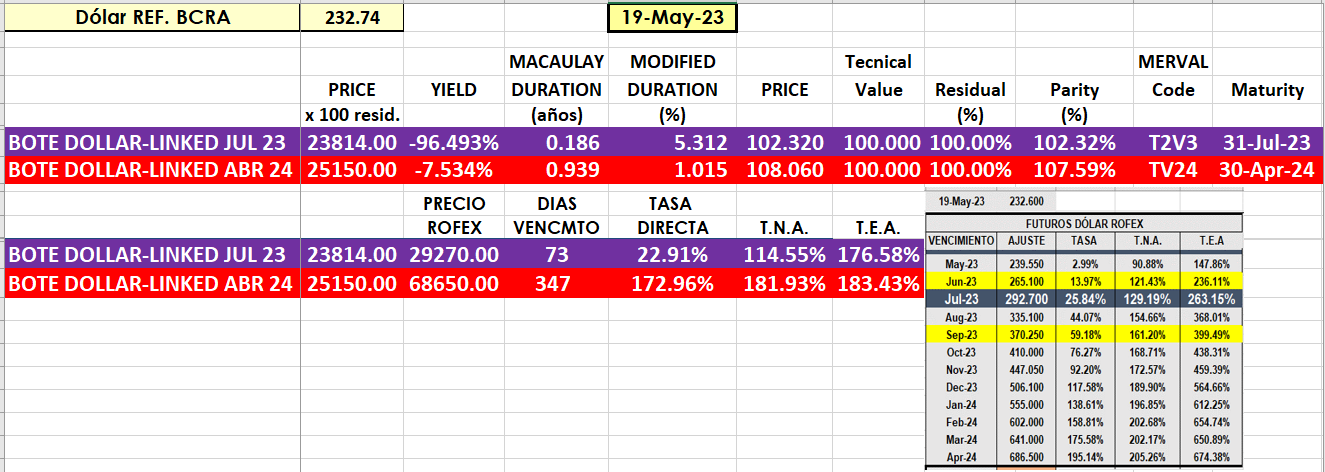 Dólar REF. BCRA 232.74 19-May-23
MACAULAY MODIFIED Tecnical MERVAL
PRICE YIELD DURATION DURATION PRICE Value Residual Parity Code Maturity
x 100 resid. (años) (%) (%) (%)
BOTE DOLLAR-LINKED JUL 23 23814.00 -96.493% 0.186 5.312 102.320 100.000 100.00% 102.32% T2V3 31-Jul-23
BOTE DOLLAR-LINKED ABR 24 25150.00 -7.534% 0.939 1.015 108.060 100.000 100.00% 107.59% TV24 30-Apr-24
PRECIO DIAS TASA
ROFEX VENCMTO DIRECTA T.N.A. T.E.A.
BOTE DOLLAR-LINKED JUL 23 23814.00 29270.00 73 22.91% 114.55% 176.58%
BOTE DOLLAR-LINKED ABR 24 25150.00 68650.00 347 172.96% 181.93% 183.43%
19-May-23 232.600
FUTUROS DÓLAR ROFEX
VENCIMIENTO AJUSTE TASA T.N.A. T.E.A
May-23 239.550 2.99% 90.88% 147.86%
Jun-23 265.100 13.97% 121.43% 236.11%
Jul-23 292.700 25.84% 129.19% 263.15%
Aug-23 335.100 44.07% 154.66% 368.01%
Sep-23 370.250 59.18% 161.20% 399.49%
Oct-23 410.000 76.27% 168.71% 438.31%
Nov-23 447.050 92.20% 172.57% 459.39%
Dec-23 506.100 117.58% 189.90% 564.66%
Jan-24 555.000 138.61% 196.85% 612.25%
Feb-24 602.000 158.81% 202.68% 654.74%
Mar-24 641.000 175.58% 202.17% 650.89%
Apr-24 686.500 195.14% 205.26% 674.38%